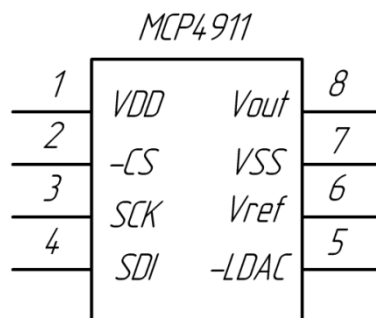 MCP4911
1 VDD Vout 8
2 -CS VSS 7
3 SCK Vref 6
4 SDI -LDAC 5